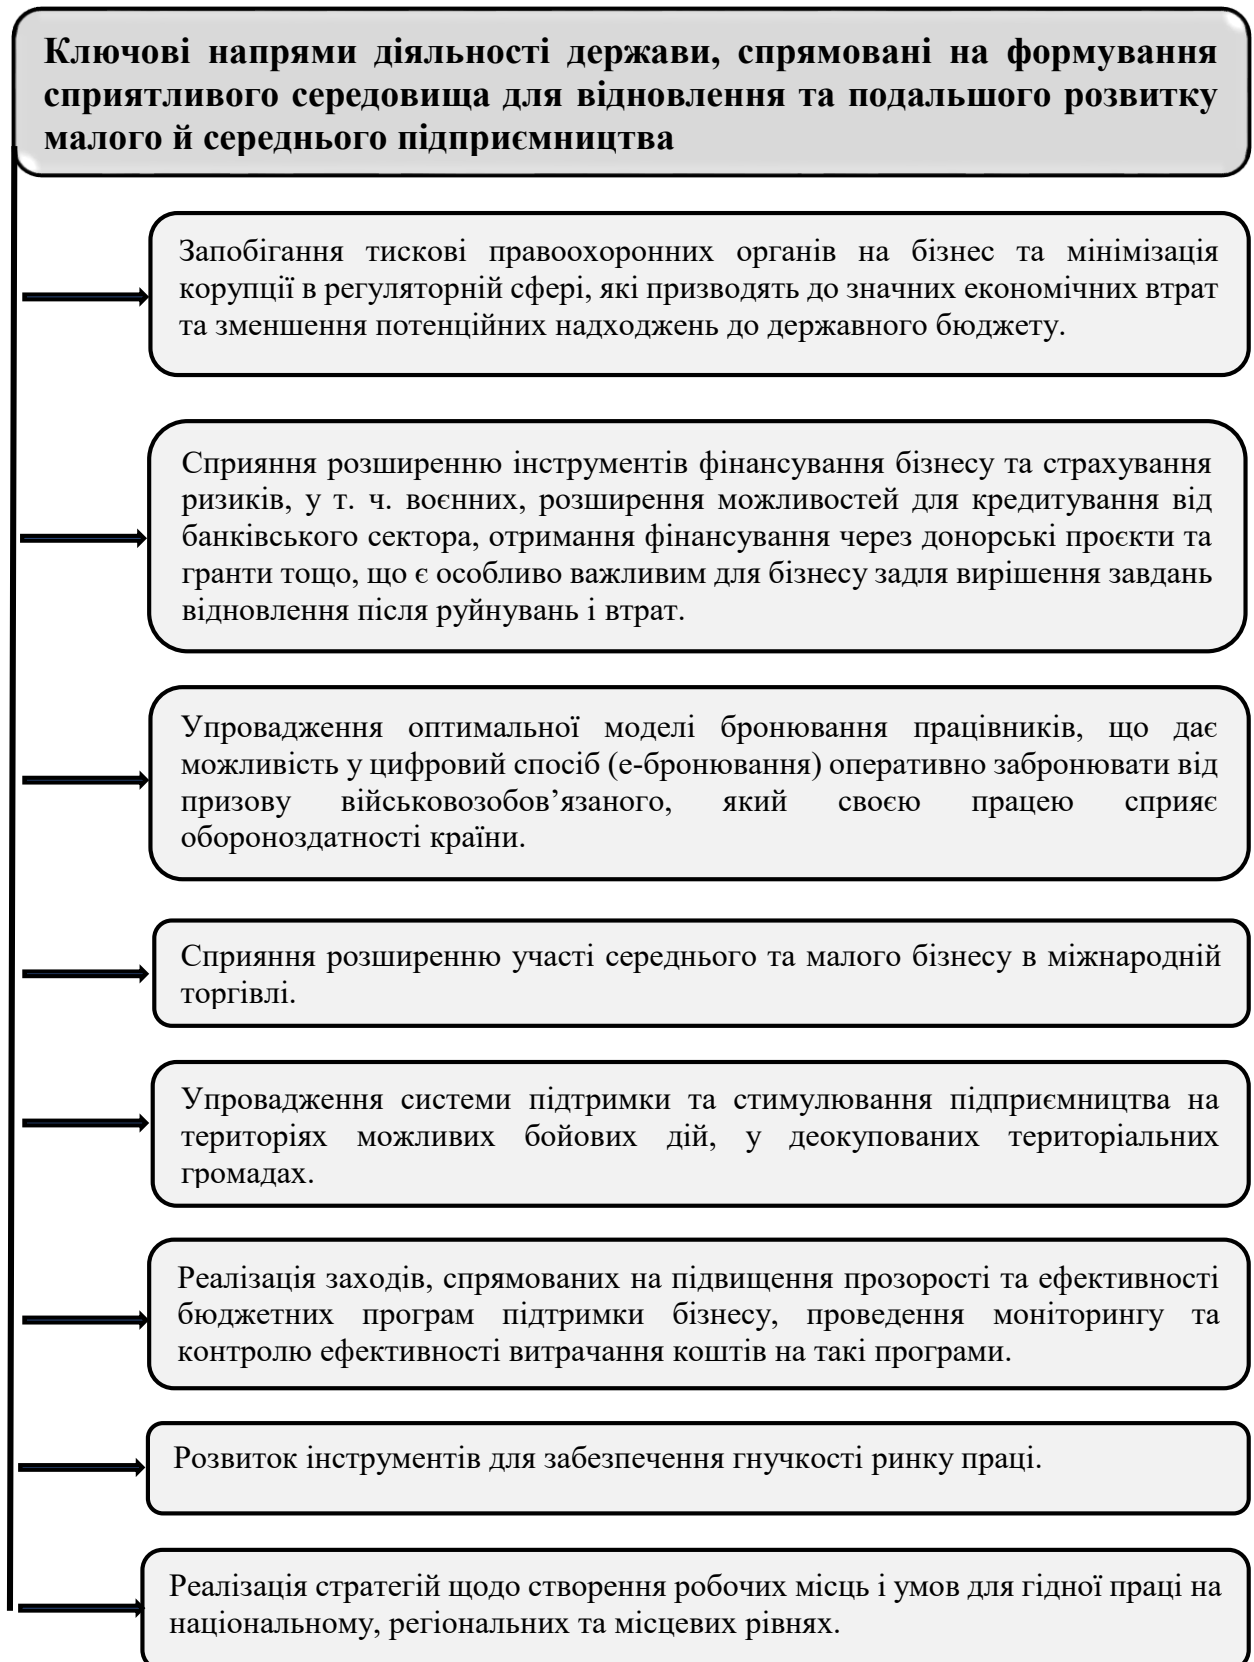 Ключові напрями діяльності держави, спрямовані на формування
сприятливого середовища для відновлення та подальшого розвитку
малого й середнього підприємництва
Запобігання тискові правоохоронних органів на бізнес та мінімізація
корупції в регуляторній сфері, які призводять до значних економічних втрат
та зменшення потенційних надходжень до державного бюджету.
Сприяння розширенню інструментів фінансування бізнесу та страхування
ризиків, у т. ч. воєнних, розширення можливостей для кредитування від
банківського сектора, отримання фінансування через донорські проєкти та
гранти тощо, що є особливо важливим для бізнесу задля вирішення завдань
відновлення після руйнувань і втрат.
Упровадження оптимальної моделі бронювання працівників, що дає
можливість у цифровий спосіб (е-бронювання) оперативно забронювати від
призову військовозобов’язаного, який своєю працею сприяє
обороноздатності країни.
Сприяння розширенню участі середнього та малого бізнесу в міжнародній
торгівлі.
Упровадження системи підтримки та стимулювання підприємництва на
територіях можливих бойових дій, у деокупованих територіальних
громадах.
Реалізація заходів, спрямованих на підвищення прозорості та ефективності
бюджетних програм підтримки бізнесу, проведення моніторингу та
контролю ефективності витрачання коштів на такі програми.
Розвиток інструментів для забезпечення гнучкості ринку праці.
Реалізація стратегій щодо створення робочих місць і умов для гідної праці на
національному, регіональних та місцевих рівнях.